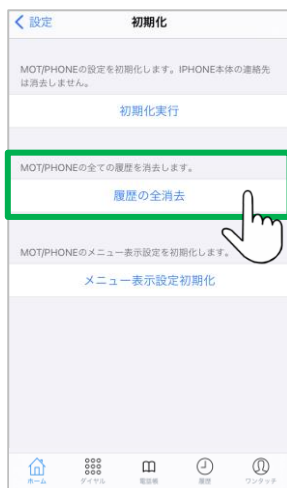 設定
初期化
MOT/PHONEの設定を初期化します。IPHONE本体の連絡先
は消去しません。
初期化実行
MOT/PHONEの全ての履歴を消去します。
履歴の全消去
MOT/PHONEのメニュー表示設定を初期化します。
メニュー表示設定初期化
ホーム ダイヤル 電話帳 履歴 ワンタッチ